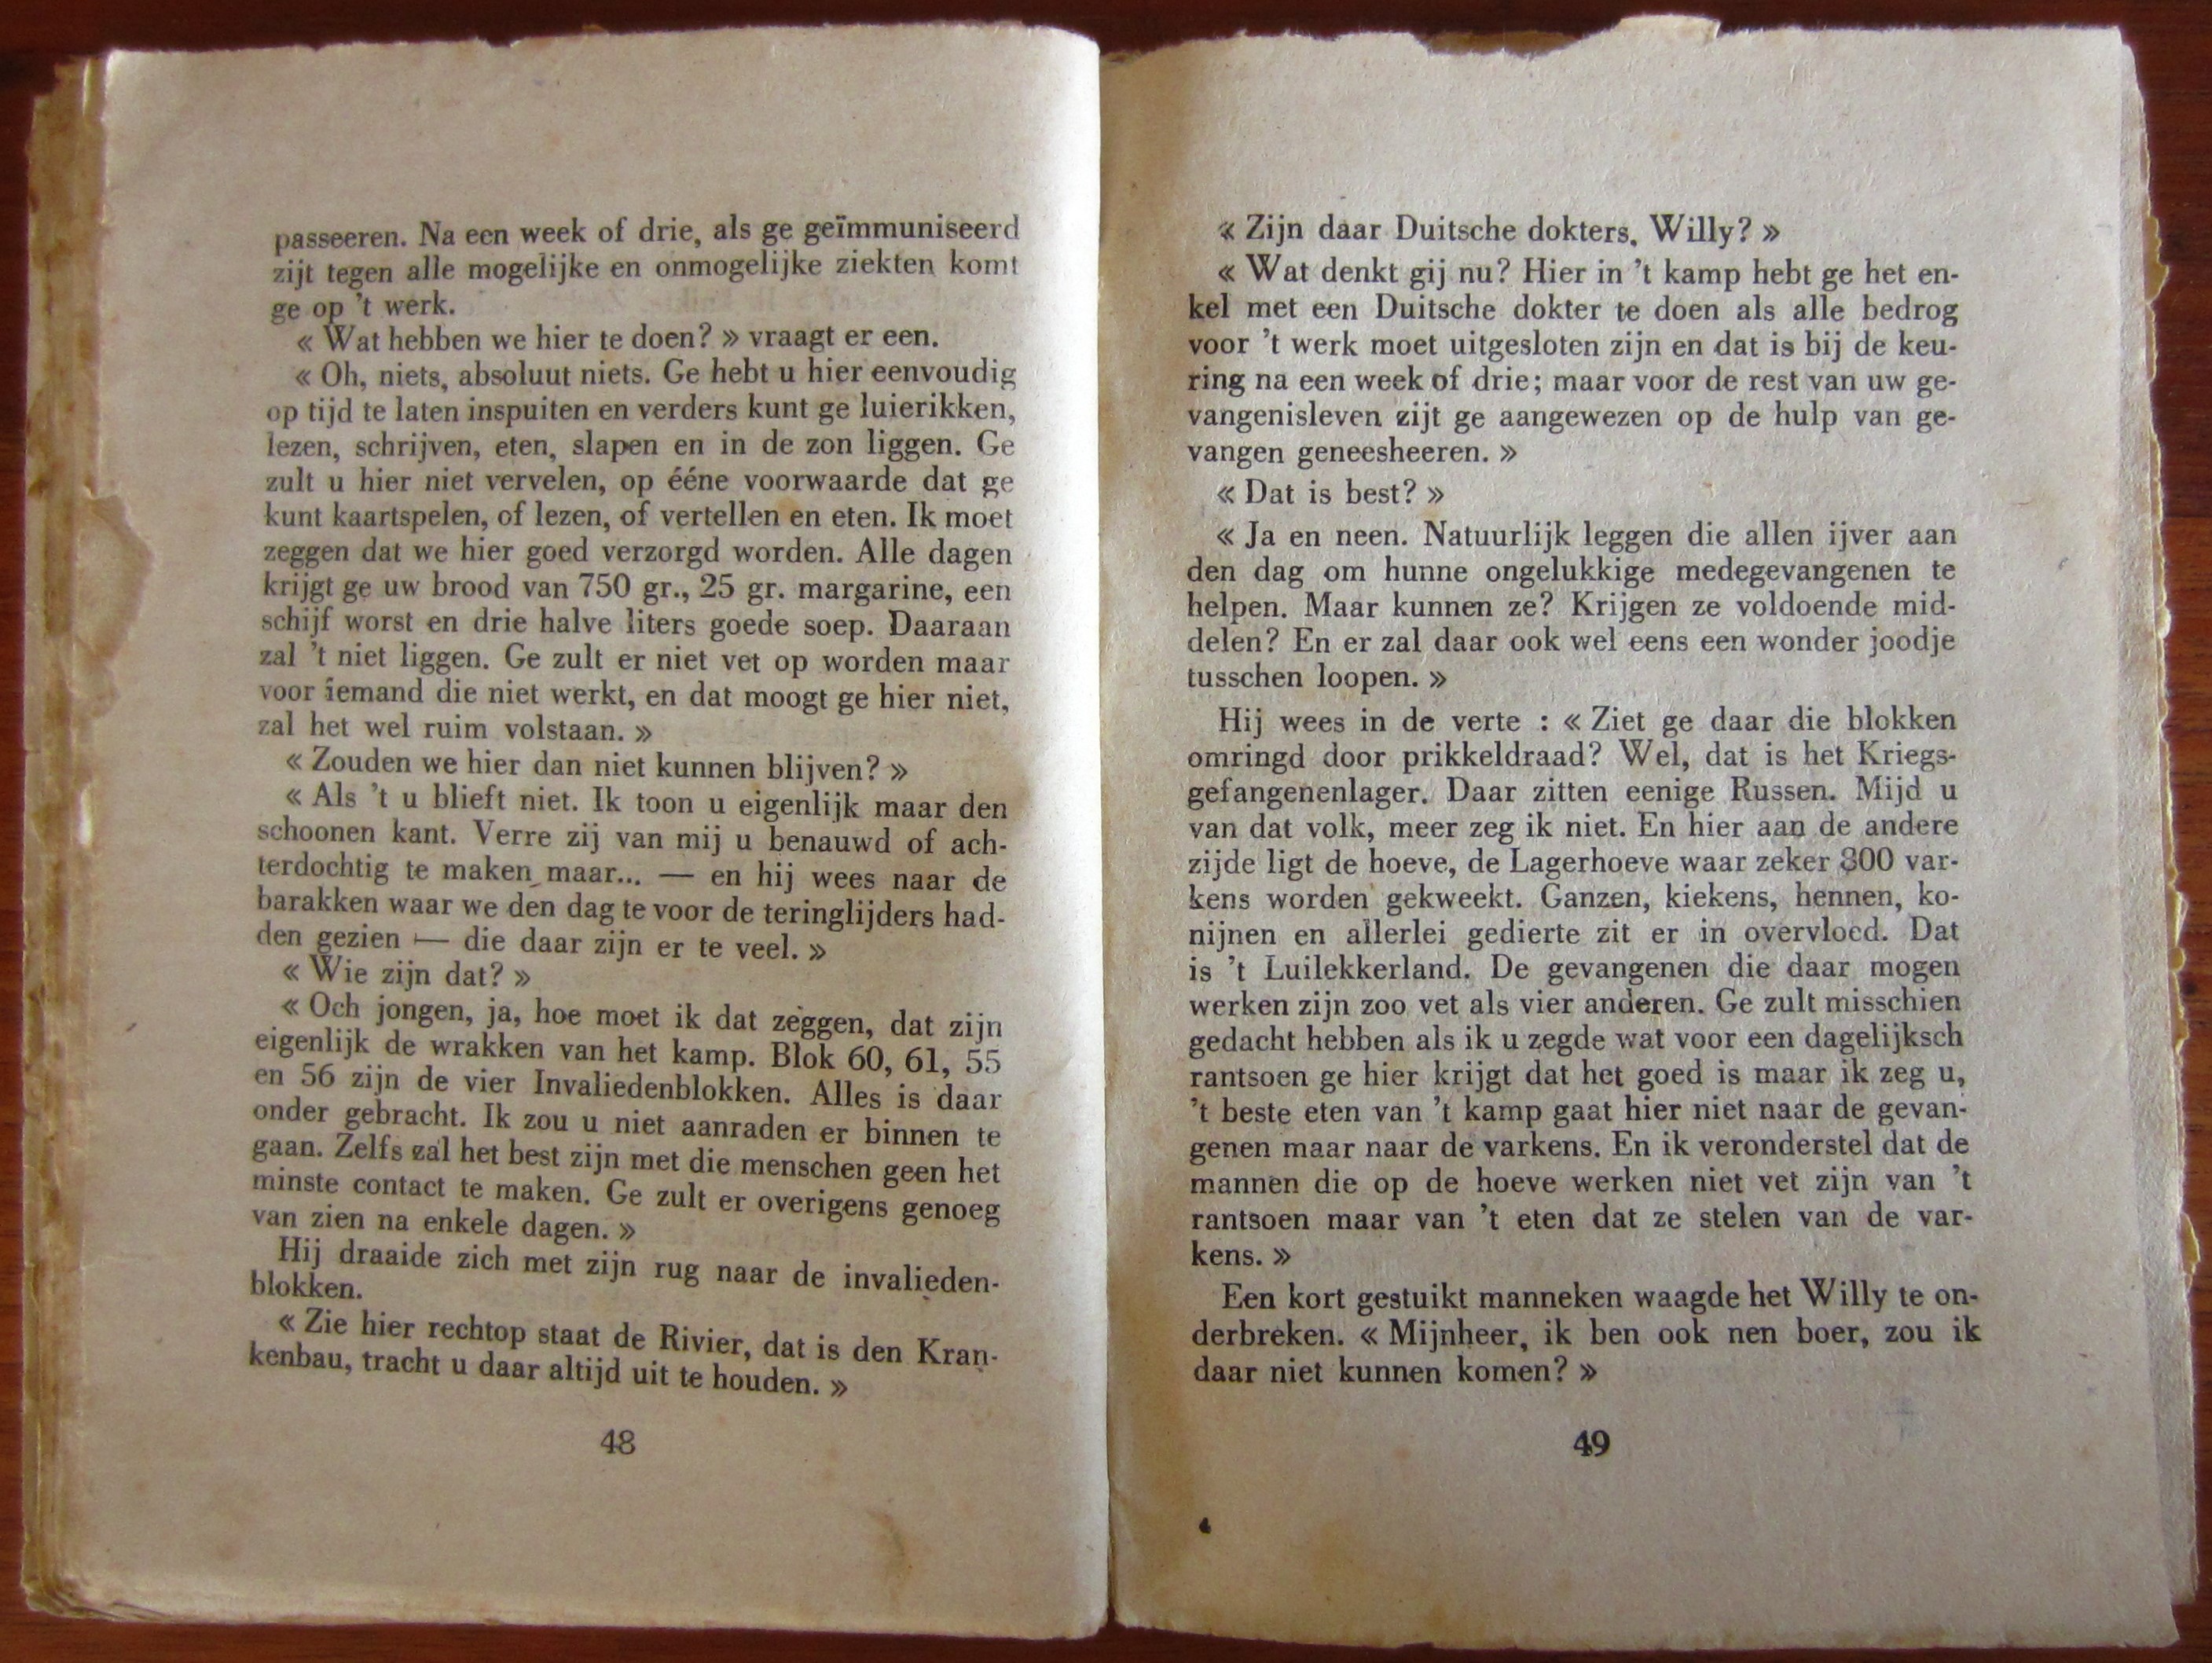 passeeren. Na een week of drie, als ge geïmmuniseerd
zijt tegen alle mogelijke en onmogelijke ziekten komt
ge op 't werk.
« Wat hebben we hier te doen? » vraagt er een.
« Oh, niets, absoluut niets. Ge hebt u hier eenvoudig
op tijd te laten inspuiten en verders kunt ge luierikken,
lezen, schrijven, eten, slapen en in de zon liggen. Ge
zult u hier niet vervelen, op ééne voorwaarde dat ge
kunt kaartspelen, of lezen, of vertellen en eten. Ik moet
zeggen dat we hier goed verzorgd worden. Alle dagen
krijgt ge uw brood van 750 gr., 25 gr. margarine, een
schijf worst en drie halve liters goede soep. Daaraan
zal 't niet liggen. Ge zult er niet vet op worden maar
voor iemand die niet werkt, en dat moogt ge hier niet,
zal het wel ruim volstaan. »
« Zouden we hier dan niet kunnen blijven? »
« Als 't u blieft niet. Ik toon u eigenlijk maar den
schoonen kant. Verre zij van mij u benauwd of ach-
terdochtig te maken maar... — en hij wees naar de
barakken waar we den dag te voor de teringlijders had-
den gezien — die daar zijn er te veel. »
« Wie zijn dat? »
« Och jongen, ja, hoe moet ik dat zeggen, dat zijn
eigenlijk de wrakken van het kamp. Blok 60, 61, 55
en 56 zijn de vier Invaliedenblokken. Alles is daar
onder gebracht. Ik zou u niet aanraden er binnen te
gaan. Zelfs zal het best zijn met die menschen geen het
minste contact te maken. Ge zult er overigens genoeg
van zien na enkele dagen. »
Hij draaide zich met zijn rug naar de invalieden-
blokken.
« Zie hier rechtop staat de Rivier, dat is den Kran-
kenbau, tracht u daar altijd uit te houden. »
48
« Zijn daar Duitsche dokters, Willy? »
« Wat denkt gij nu? Hier in 't kamp hebt ge het en-
kel met een Duitsche dokter te doen als alle bedrog
voor 't werk moet uitgesloten zijn en dat is bij de keu-
ring na een week of drie; maar voor de rest van uw ge-
vangenisleven zijt ge aangewezen op de hulp van ge-
vangen geneesheeren. »
« Dat is best? »
« Ja en neen. Natuurlijk leggen die allen ijver aan
den dag om hunne ongelukkige medegevangenen te
helpen. Maar kunnen ze? Krijgen ze voldoende mid-
delen? En er zal daar ook wel eens een wonder joodje
tusschen loopen. »
Hij wees in de verte : « Ziet ge daar die blokken
omringd door prikkeldraad? Wel, dat is het Kriegs-
gefangenenlager. Daar zitten eenige Russen. Mijd u
van dat volk, meer zeg ik niet. En hier aan de andere
zijde ligt de hoeve, de Lagerhoeve waar zeker 300 var-
kens worden gekweekt. Ganzen, kiekens, hennen, ko-
nijnen en allerlei gedierte zit er in overvloed. Dat
is 't Luilekkerland. De gevangenen die daar mogen
werken zijn zoo vet als vier anderen. Ge zult misschien
gedacht hebben als ik u zegde wat voor een dagelijksch
rantsoen ge hier krijgt dat het goed is maar ik zeg u,
't beste eten van 't kamp gaat hier niet naar de gevan-
genen maar naar de varkens. En ik veronderstel dat de
mannen die op de hoeve werken niet vet zijn van 't
rantsoen maar van 't eten dat ze stelen van de var-
kens. »
Een kort gestuikt manneken waagde het Willy te on-
derbreken. « Mijnheer, ik ben ook nen boer, zou ik
daar niet kunnen komen? »
49
4